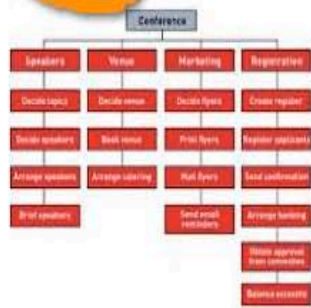 Conference
Speakers
Venue
Marketing
Registration
Decide topics
Decide venue
Decide flyers
Create register
Decide speakers
Book venue
Print flyers
Register applicants
Arrange speakers
Arrange catering
Mail flyers
Send confirmation
Brief speakers
Send email
reminders
Arrange banking
Obtain approval
from committee
Balance accounts